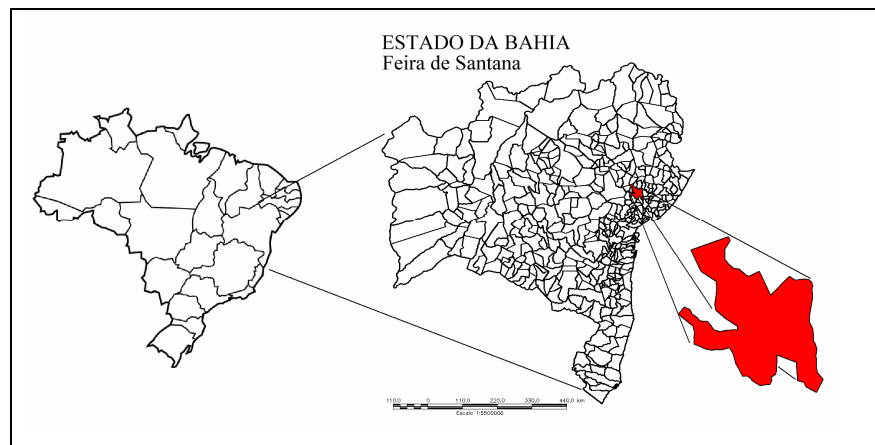 ESTADO DA BAHIA
Feira de Santana
110.0 0 110.0 220.0 330.0 440.0 km
Escala 1:5500000